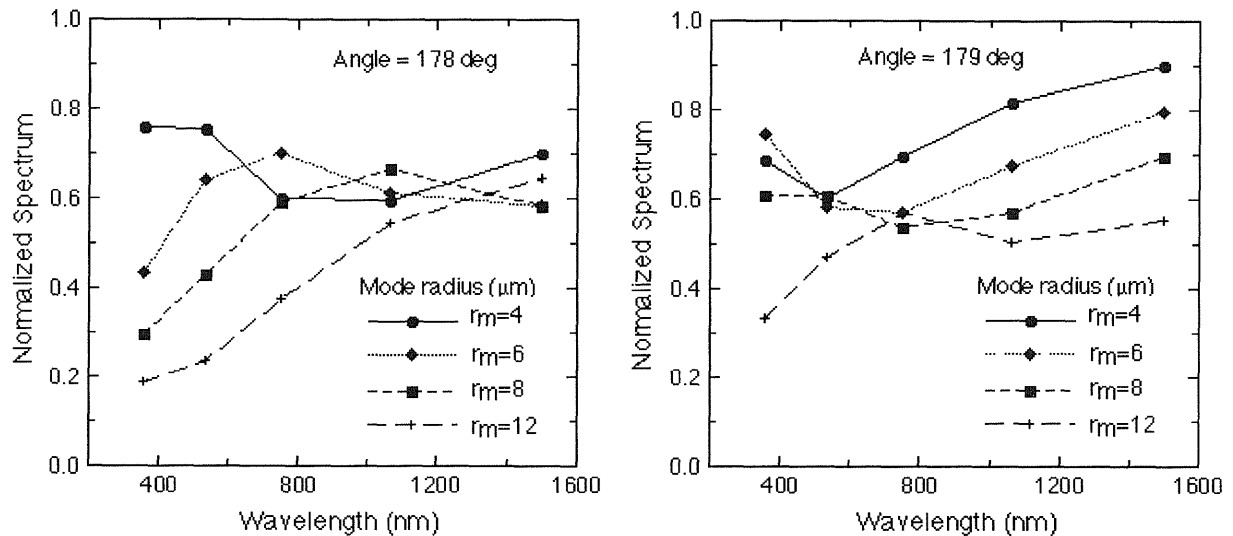 1.0
0.8
0.6
0.4
0.2
0.0
Normalized Spectrum
Angle = 178 deg
Mode radius (μm)
rm=4
rm=6
rm=8
rm=12
400 800 1200 1600
Wavelength (nm)
1.0
0.8
0.6
0.4
0.2
0.0
Normalized Spectrum
Angle = 179 deg
Mode radius (μm)
rm=4
rm=6
rm=8
rm=12
400 800 1200 1600
Wavelength (nm)